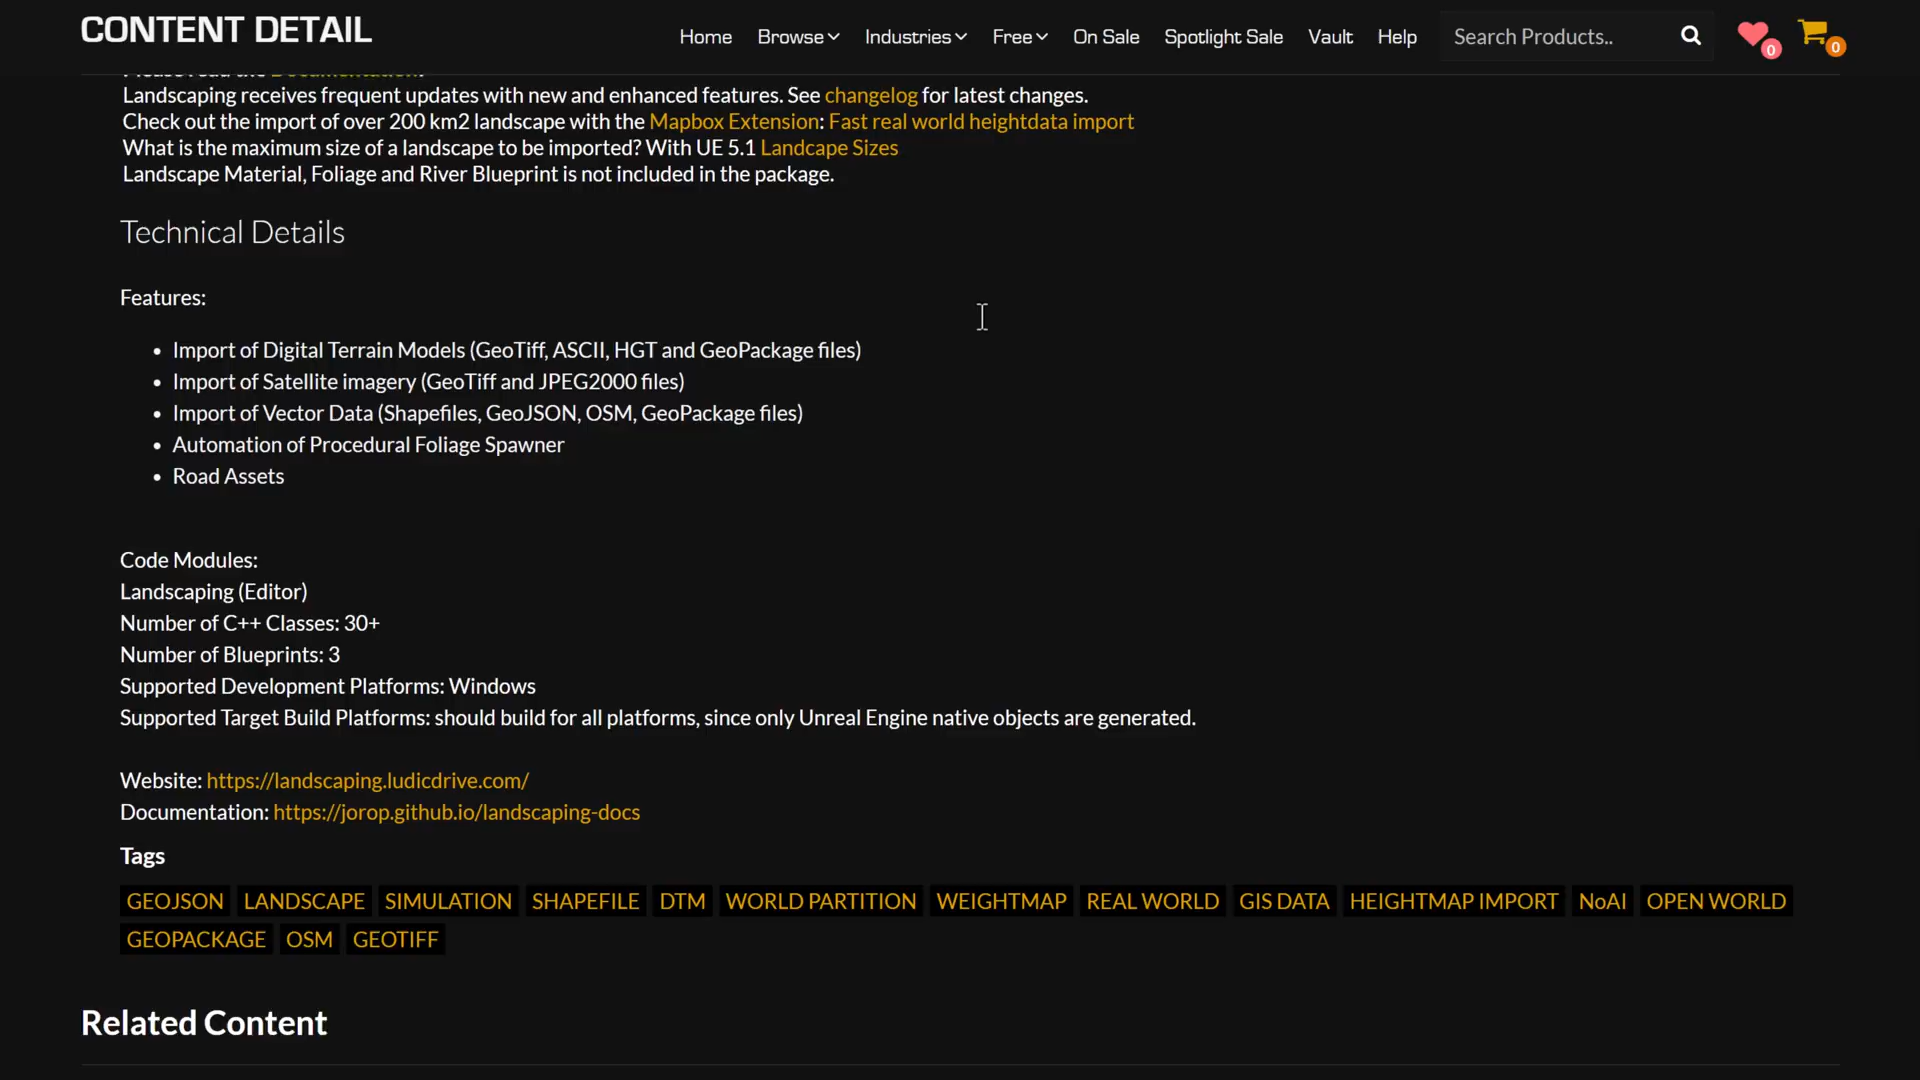 CONTENT DETAIL
Home Browse Industries Free On Sale Spotlight Sale Vault Help Search Products.. 0 0
Please read the Documentation.
Landscaping receives frequent updates with new and enhanced features. See changelog for latest changes.
Check out the import of over 200 km2 landscape with the Mapbox Extension: Fast real world heightdata import
What is the maximum size of a landscape to be imported? With UE 5.1 Landcape Sizes
Landscape Material, Foliage and River Blueprint is not included in the package.
Technical Details
Features:
• Import of Digital Terrain Models (GeoTiff, ASCII, HGT and GeoPackage files)
• Import of Satellite imagery (GeoTiff and JPEG2000 files)
• Import of Vector Data (Shapefiles, GeoJSON, OSM, GeoPackage files)
• Automation of Procedural Foliage Spawner
• Road Assets
Code Modules:
Landscaping (Editor)
Number of C++ Classes: 30+
Number of Blueprints: 3
Supported Development Platforms: Windows
Supported Target Build Platforms: should build for all platforms, since only Unreal Engine native objects are generated.
Website: https://landscaping.ludicdrive.com/
Documentation: https://jorop.github.io/landscaping-docs
Tags
GEOJSON LANDSCAPE SIMULATION SHAPEFILE DTM WORLD PARTITION WEIGHTMAP REAL WORLD GIS DATA HEIGHTMAP IMPORT NoAI OPEN WORLD
GEOPACKAGE OSM GEOTIFF
Related Content